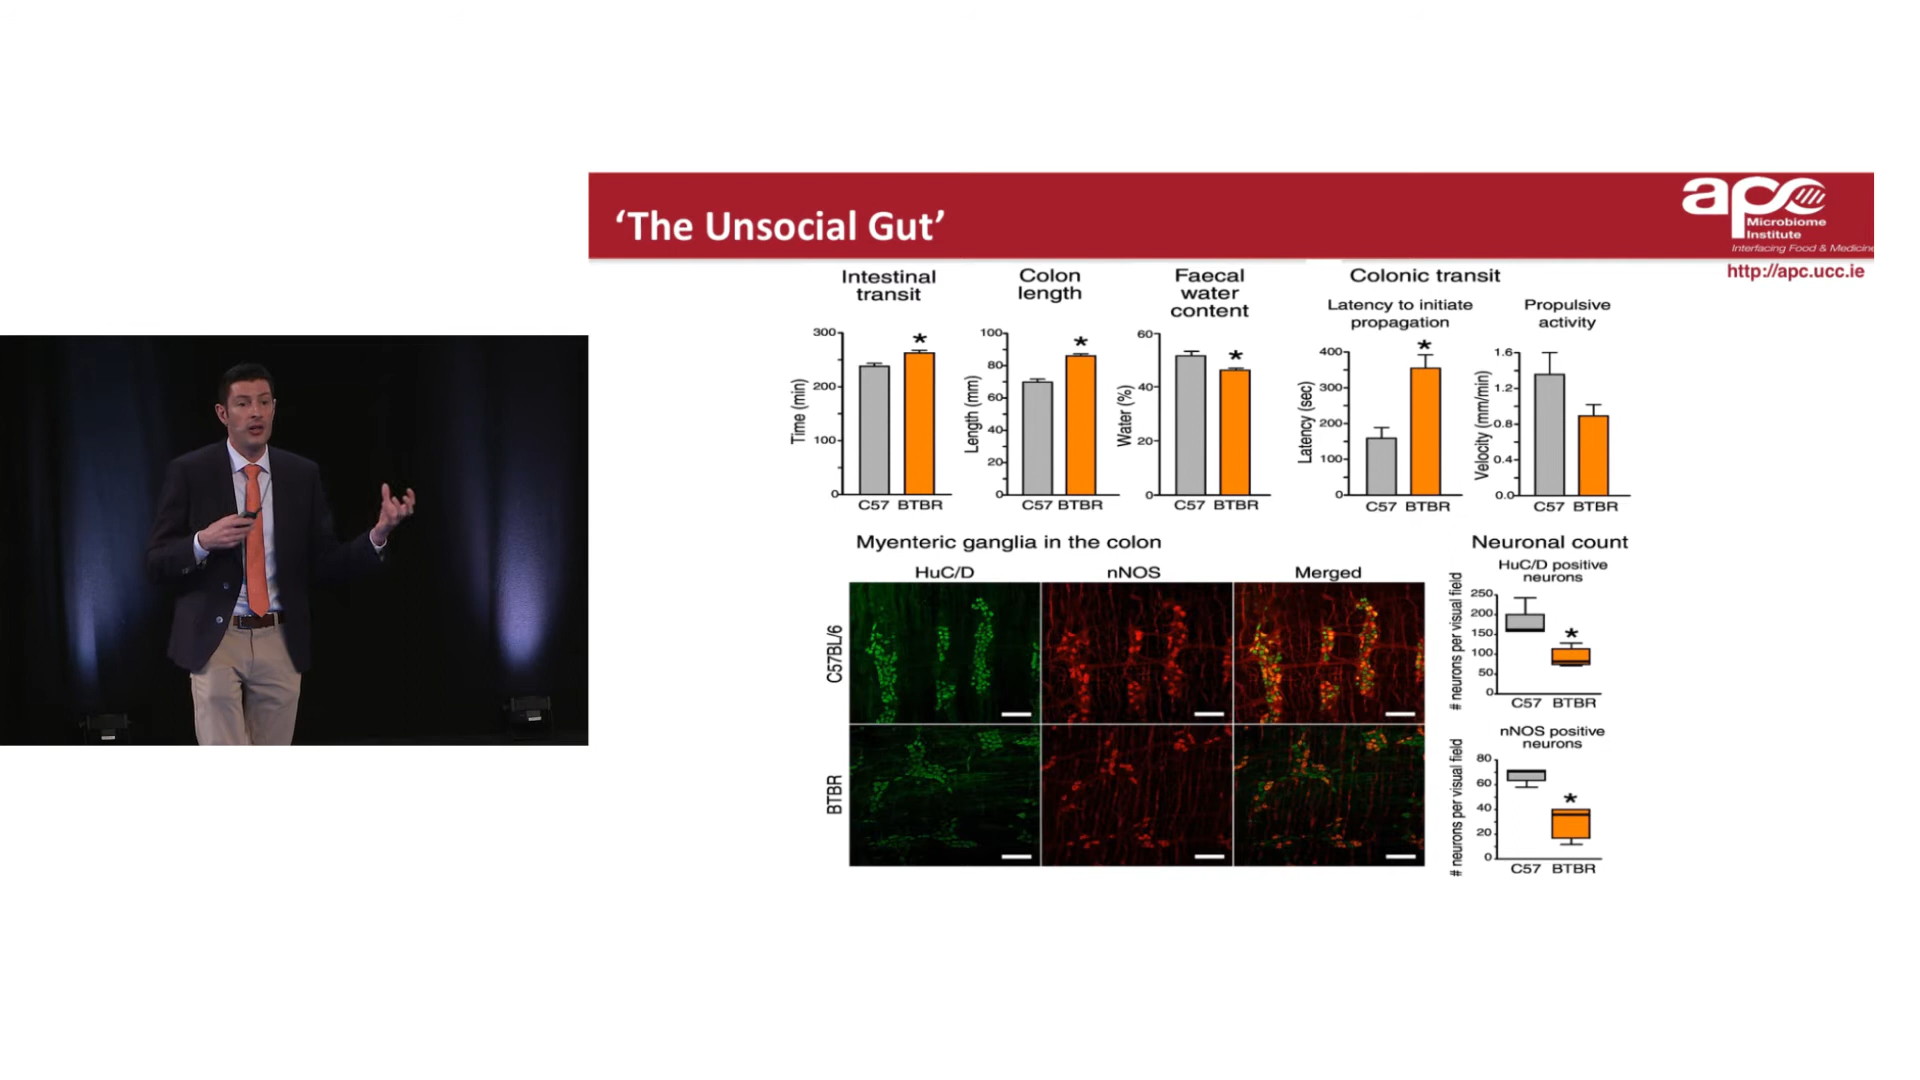 ‘The Unsocial Gut’
apc
Microbiome
Institute
Interfacing Food & Medicine
http://apc.ucc.ie
Intestinal
transit
Time (min)
300
200
100
0
*
C57 BTBR
Colon
length
Length (mm)
100
80
60
40
20
0
*
C57 BTBR
Faecal
water
content
Water (%)
60
40
20
0
*
C57 BTBR
Colonic transit
Latency to initiate
propagation
Latency (sec)
400
300
200
100
0
*
C57 BTBR
Propulsive
activity
Velocity (mm/min)
1.6
1.2
0.8
0.4
0.0
C57 BTBR
Myenteric ganglia in the colon
HuC/D nNOS Merged
C57BL/6
BTBR
Neuronal count
HuC/D positive
neurons
# neurons per visual field
250
200
150
100
50
0
*
C57 BTBR
nNOS positive
neurons
# neurons per visual field
80
60
40
20
0
*
C57 BTBR